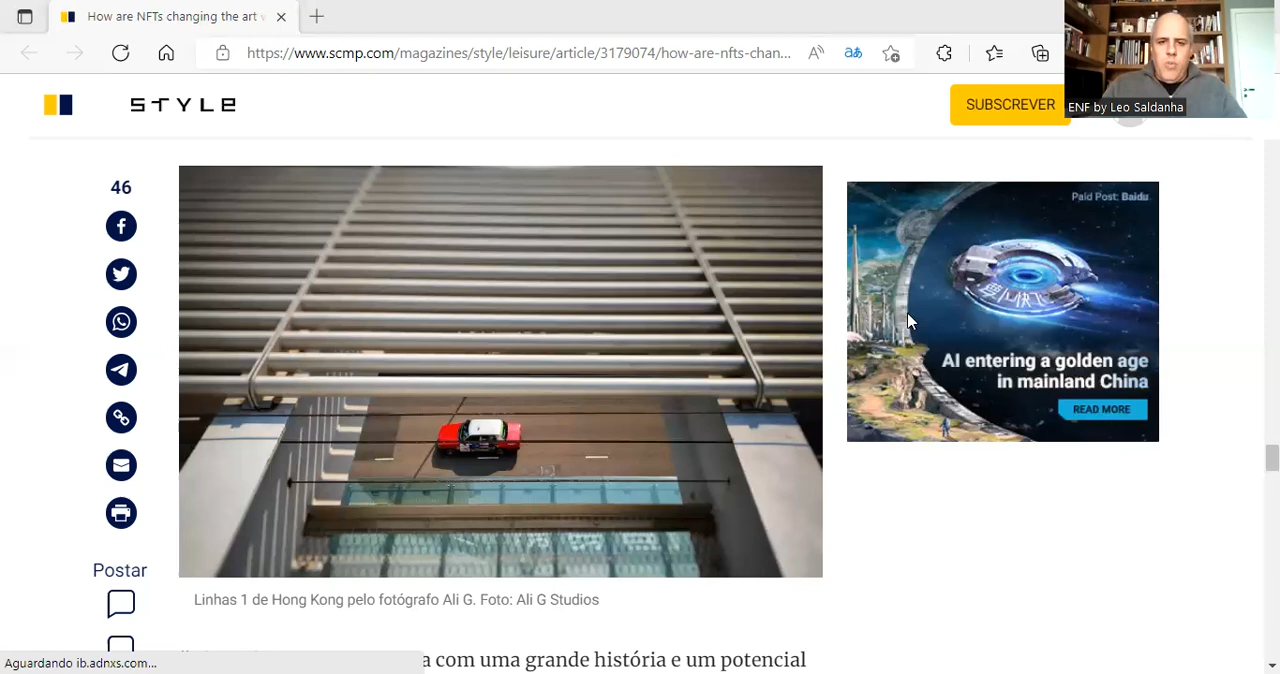 How are NFTs changing the art
https://www.scmp.com/magazines/style/leisure/article/3179074/how-are-nfts-chan...
ENF by Leo Saldanha
STYLE
SUBSCREVER
46
Paid Post: Baidu
AI entering a golden age
in mainland China
READ MORE
Postar
Linhas 1 de Hong Kong pelo fotógrafo Ali G. Foto: Ali G Studios
a com uma grande história e um potencial
Aguardando ib.adnxs.com...